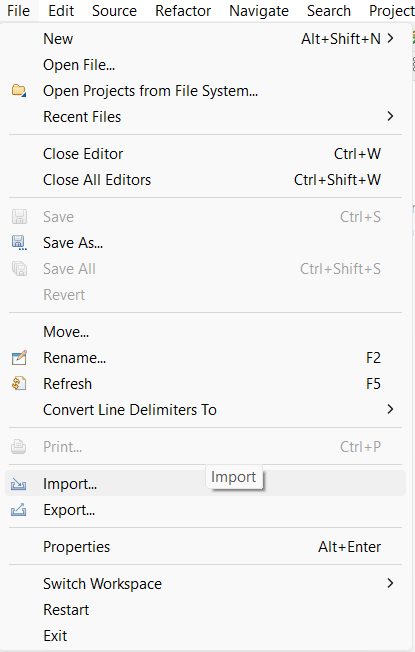 File Edit Source Refactor Navigate Search Project
New Alt+Shift+N
Open File...
Open Projects from File System...
Recent Files
Close Editor Ctrl+W
Close All Editors Ctrl+Shift+W
Save Ctrl+S
Save As...
Save All Ctrl+Shift+S
Revert
Move...
Rename... F2
Refresh F5
Convert Line Delimiters To
Print... Ctrl+P
Import... Import
Export...
Properties Alt+Enter
Switch Workspace
Restart
Exit